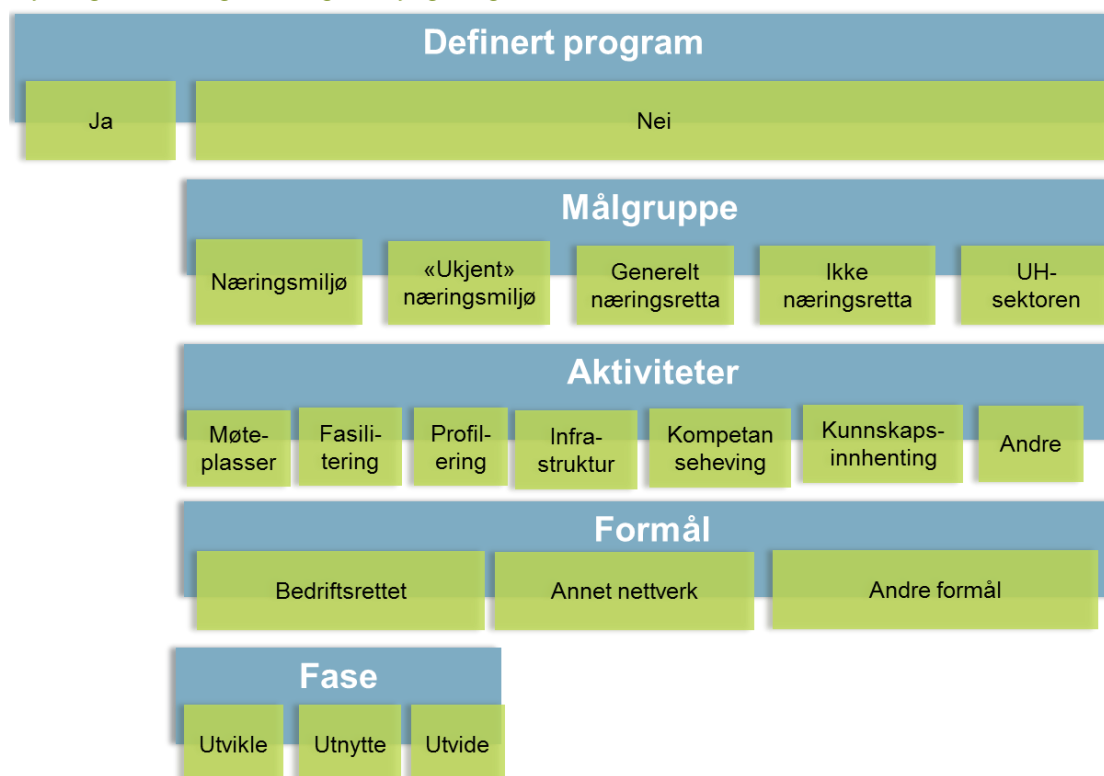 Definert program
Ja
Nei
Målgruppe
Næringsmiljø
«Ukjent»
næringsmiljø
Generelt
næringsretta
Ikke
næringsretta
UH-
sektoren
Aktiviteter
Møte-
plasser
Fasili-
tering
Profil-
ering
Infra-
struktur
Kompetan
seheving
Kunnskaps-
innhenting
Andre
Formål
Bedriftsrettet
Annet nettverk
Andre formål
Fase
Utvikle
Utnytte
Utvide